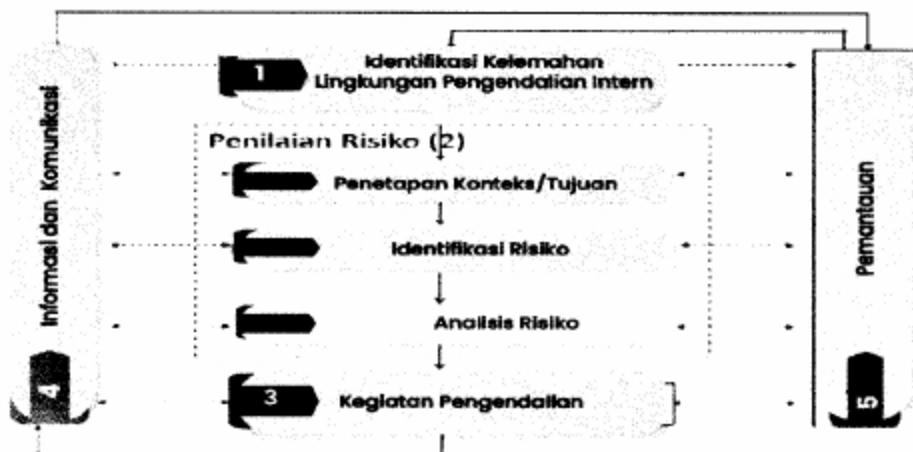 1
Identifikasi Kelemahan
Lingkungan Pengendalian Intern
Penilaian Risiko (2)
Penetapan Konteks/Tujuan
Identifikasi Risiko
Analisis Risiko
3
Kegiatan Pengendalian
Informasi dan Komunikasi
4
Pemantauan
5